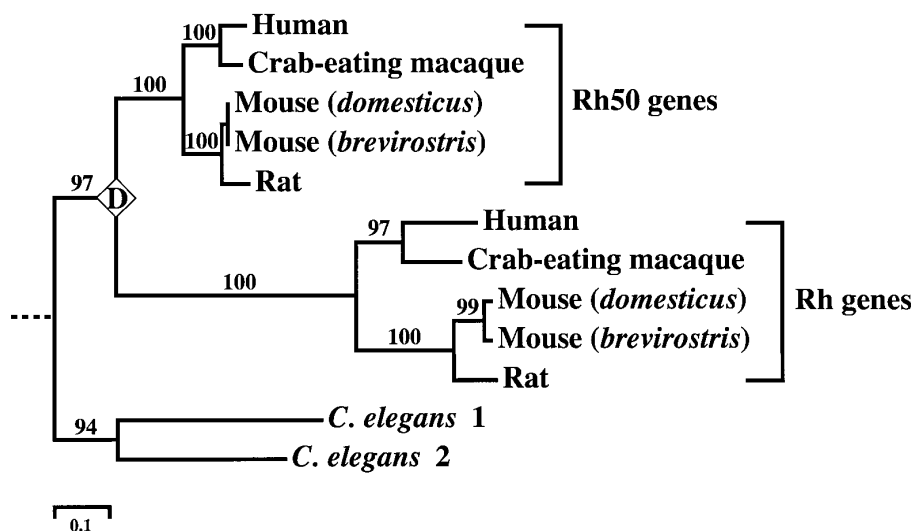 Human
100
Crab-eating macaque
100
Mouse (domesticus)
Rh50 genes
100
Mouse (brevirostris)
Rat
97
D
Human
97
Crab-eating macaque
100
Mouse (domesticus)
Rh genes
99
100
Mouse (brevirostris)
Rat
C. elegans 1
94
C. elegans 2
0.1